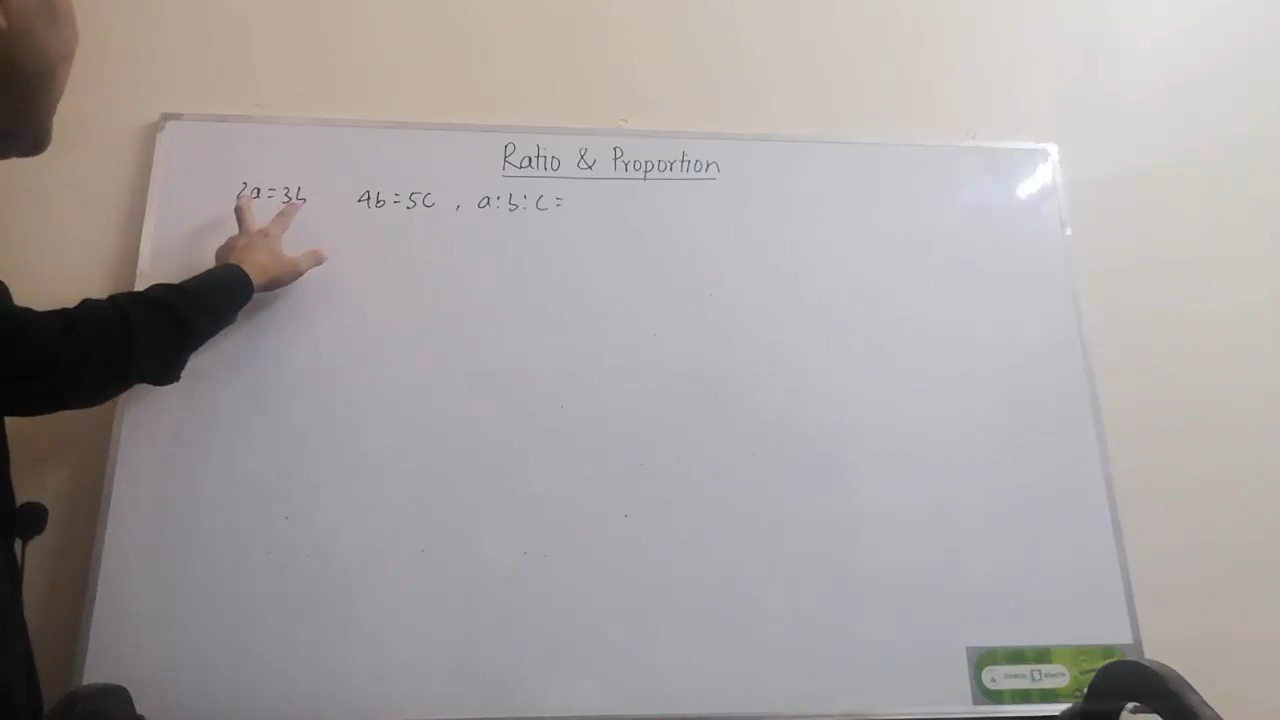 Ratio & Proportion
2a=3b 4b=5c , a:b:c=